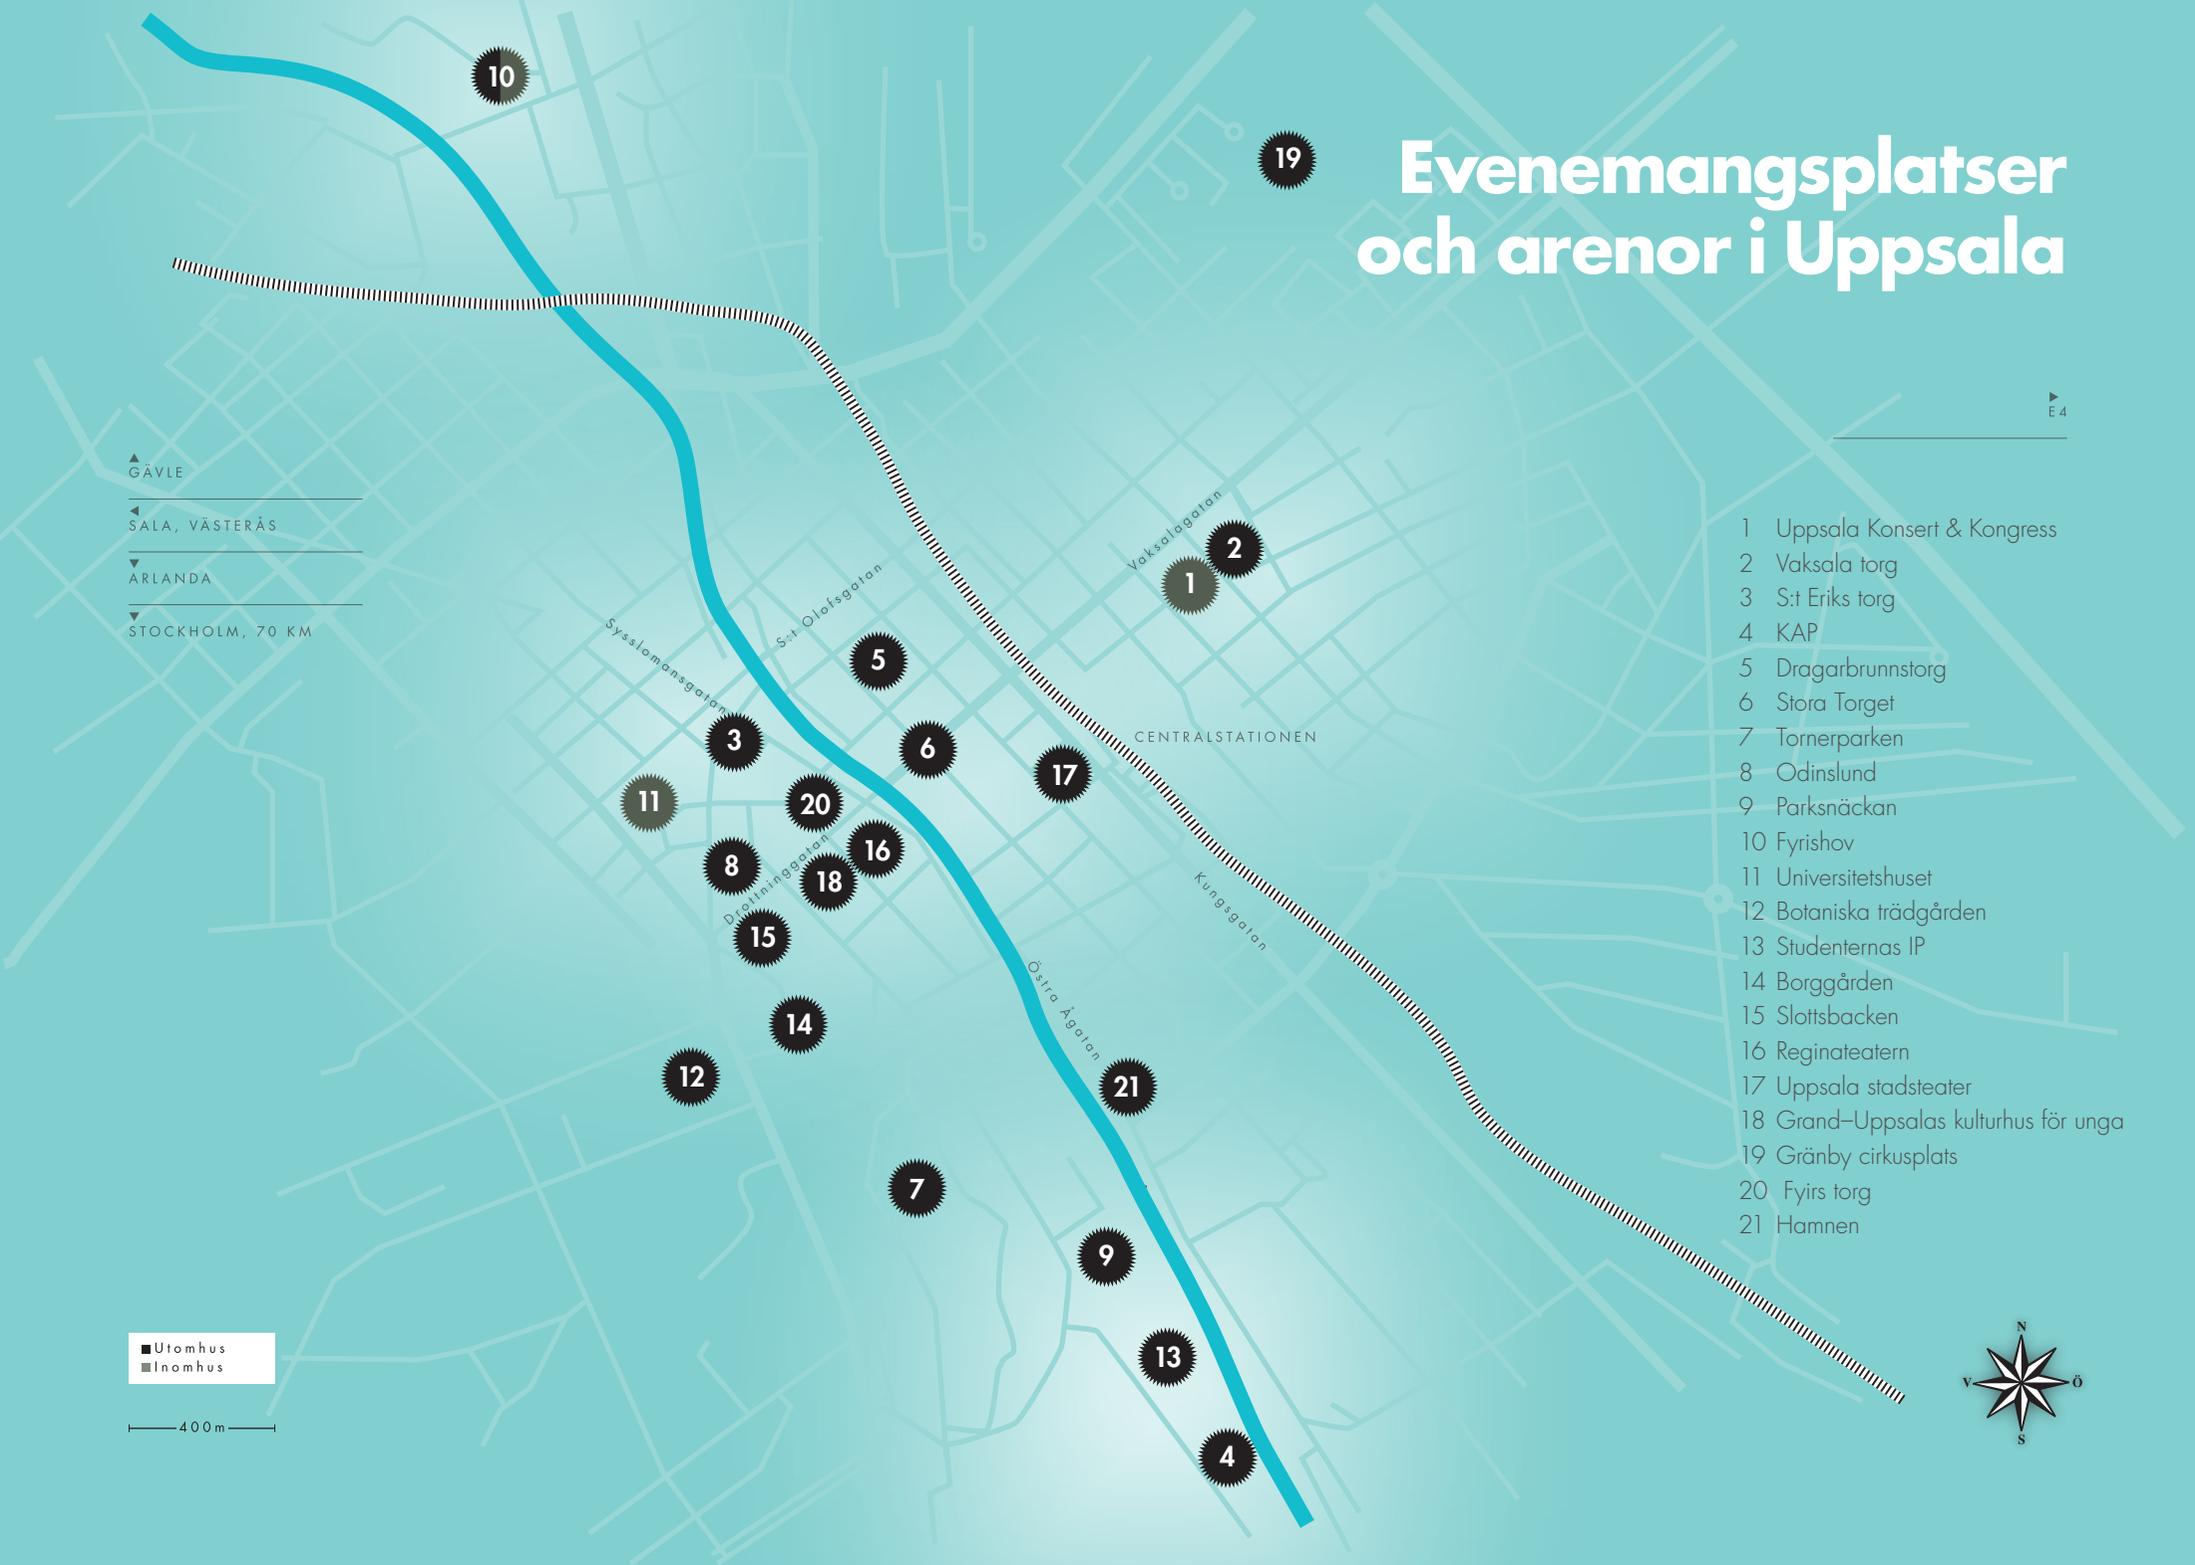 Evenemangsplatser
och arenor i Uppsala
10
19
E4
GÄVLE
SALA, VÄSTERÅS
ARLANDA
STOCKHOLM, 70 KM
Vaksalagatan
2
1
S:t Olofsgatan
Sysslomansgatan
5
3
6
17
CENTRALSTATIONEN
11
20
16
8
18
Drottninggatan
15
Kungsgatan
Östra Ågatan
14
12
21
7
9
13
4
1 Uppsala Konsert & Kongress
2 Vaksala torg
3 S:t Eriks torg
4 KAP
5 Dragarbrunnstorg
6 Stora Torget
7 Tornerparken
8 Odinslund
9 Parksnäckan
10 Fyrishov
11 Universitetshuset
12 Botaniska trädgården
13 Studenternas IP
14 Borggården
15 Slottsbacken
16 Reginateatern
17 Uppsala stadsteater
18 Grand–Uppsalas kulturhus för unga
19 Gränby cirkusplats
20 Fyirs torg
21 Hamnen
Utomhus
Inomhus
400m
N
V Ö
S